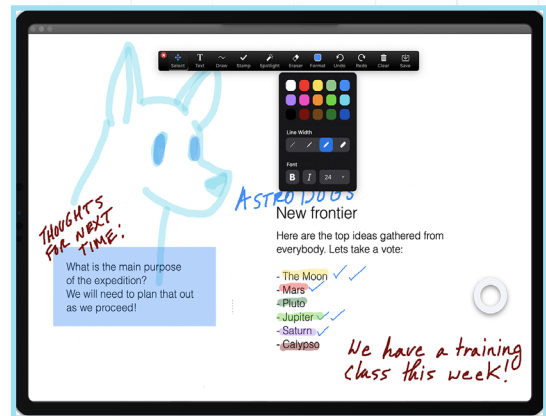 Select Text Draw Stamp Spotlight Eraser Format Undo Redo Clear Save
Line Width
Font
B I 24
ASTRODOGS
New frontier
Here are the top ideas gathered from
everybody. Lets take a vote:
- The Moon
- Mars
- Pluto
- Jupiter
- Saturn
- Calypso
THOUGHTS
FOR NEXT
TIME:
What is the main purpose
of the expedition?
We will need to plan that out
as we proceed!
We have a training
class this week!